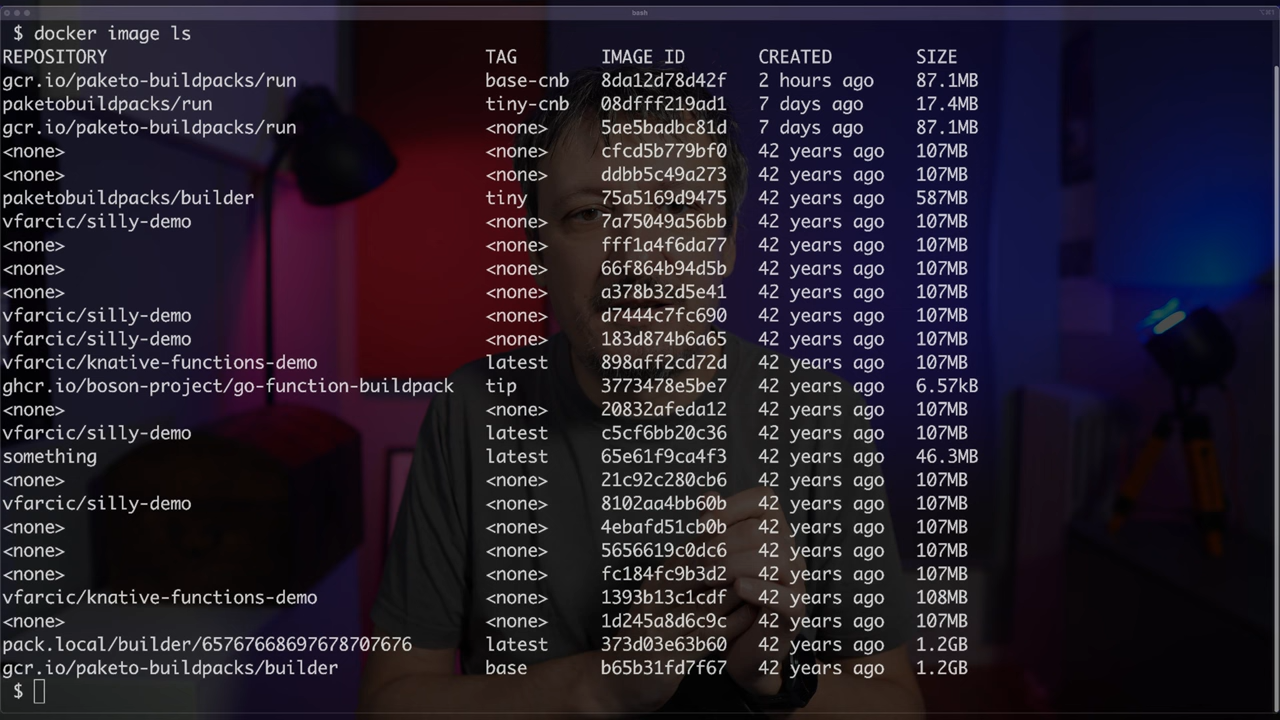 bash
$ docker image ls
REPOSITORY TAG IMAGE ID CREATED SIZE
gcr.io/paketo-buildpacks/run base-cnb 8da12d78d42f 2 hours ago 87.1MB
paketobuildpacks/run tiny-cnb 08dfff219ad1 7 days ago 17.4MB
gcr.io/paketo-buildpacks/run <none> 5ae5badbc81d 7 days ago 87.1MB
<none> <none> cfcd5b779bf0 42 years ago 107MB
<none> <none> ddbb5c49a273 42 years ago 107MB
paketobuildpacks/builder tiny 75a5169d9475 42 years ago 587MB
vfarcic/silly-demo <none> 7a75049a56bb 42 years ago 107MB
<none> <none> fff1a4f6da77 42 years ago 107MB
<none> <none> 66f864b94d5b 42 years ago 107MB
<none> <none> a378b32d5e41 42 years ago 107MB
vfarcic/silly-demo <none> d7444c7fc690 42 years ago 107MB
vfarcic/silly-demo <none> 183d874b6a65 42 years ago 107MB
vfarcic/knative-functions-demo latest 898aff2cd72d 42 years ago 107MB
ghcr.io/boson-project/go-function-buildpack tip 3773478e5be7 42 years ago 6.57kB
<none> <none> 20832afeda12 42 years ago 107MB
vfarcic/silly-demo latest c5cf6bb20c36 42 years ago 107MB
something latest 65e61f9ca4f3 42 years ago 46.3MB
<none> <none> 21c92c280cb6 42 years ago 107MB
vfarcic/silly-demo <none> 8102aa4bb60b 42 years ago 107MB
<none> <none> 4ebafd51cb0b 42 years ago 107MB
<none> <none> 5656619c0dc6 42 years ago 107MB
<none> <none> fc184fc9b3d2 42 years ago 107MB
vfarcic/knative-functions-demo <none> 1393b13c1cdf 42 years ago 108MB
<none> <none> 1d245a8d6c9c 42 years ago 107MB
pack.local/builder/657676686976787​07676 latest 373d03e63b60 42 years ago 1.2GB
gcr.io/paketo-buildpacks/builder base b65b31fd7f67 42 years ago 1.2GB
$